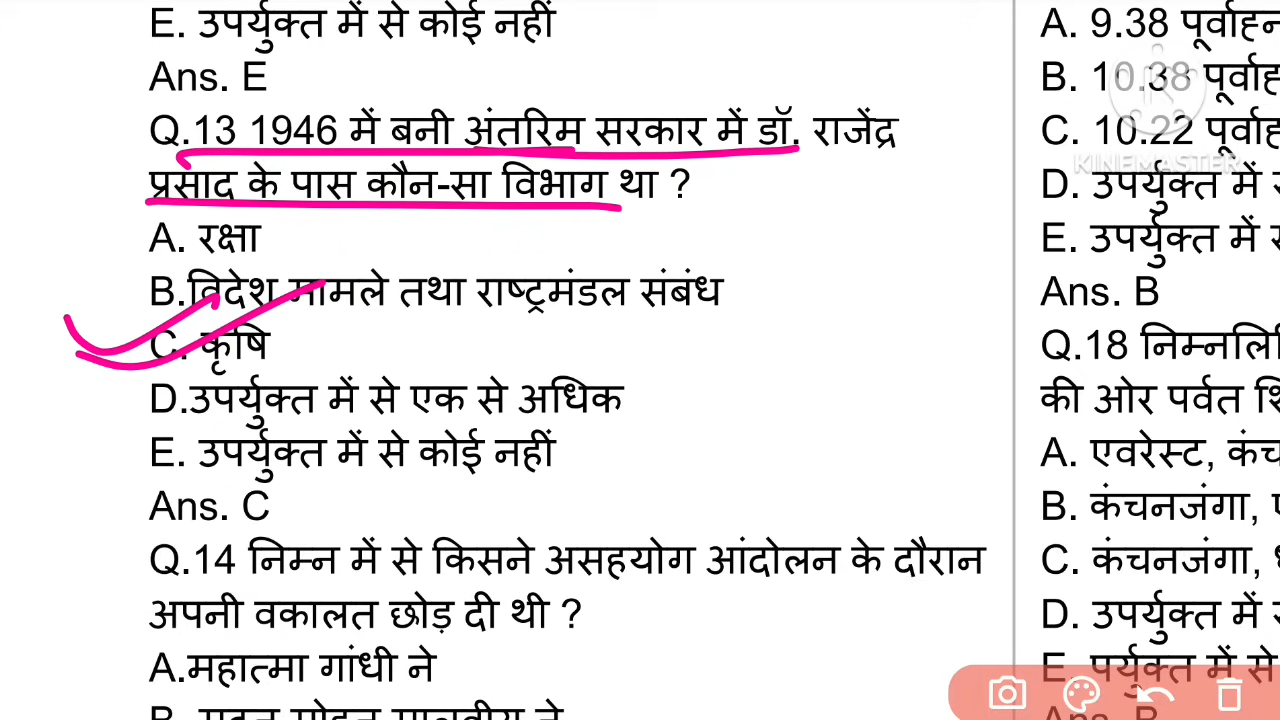 E. उपर्युक्त में से कोई नहीं
Ans. E
Q.13 1946 में बनी अंतरिम सरकार में डॉ. राजेंद्र
प्रसाद के पास कौन-सा विभाग था ?
A. रक्षा
B.विदेश मामले तथा राष्ट्रमंडल संबंध
C. कृषि
D.उपर्युक्त में से एक से अधिक
E. उपर्युक्त में से कोई नहीं
Ans. C
Q.14 निम्न में से किसने असहयोग आंदोलन के दौरान
अपनी वकालत छोड़ दी थी ?
A.महात्मा गांधी ने
A. 9.38
B. 10.38
C. 10.22
KINEMASTER
D. उपर्युक्त में
E. उपर्युक्त में
Ans. B
Q.18
की ओर पर्वत
A. एवरेस्ट,
B. कंचनजंगा,
C. कंचनजंगा,
D. उपर्युक्त में
E. में से